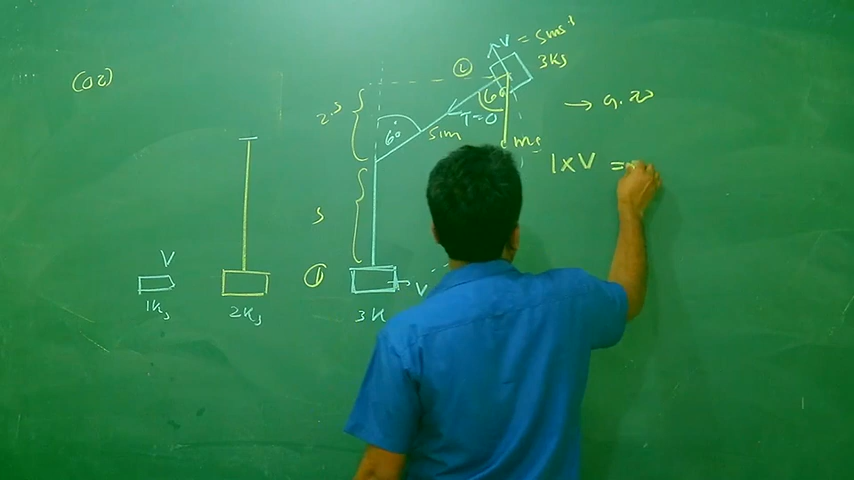 (02)
V = 5ms⁻¹
3kg
L
60
2.5
T=0
→ 9.20
60°
5m
mg
1×V =
5
V
1kg
2kg
1
3K
V